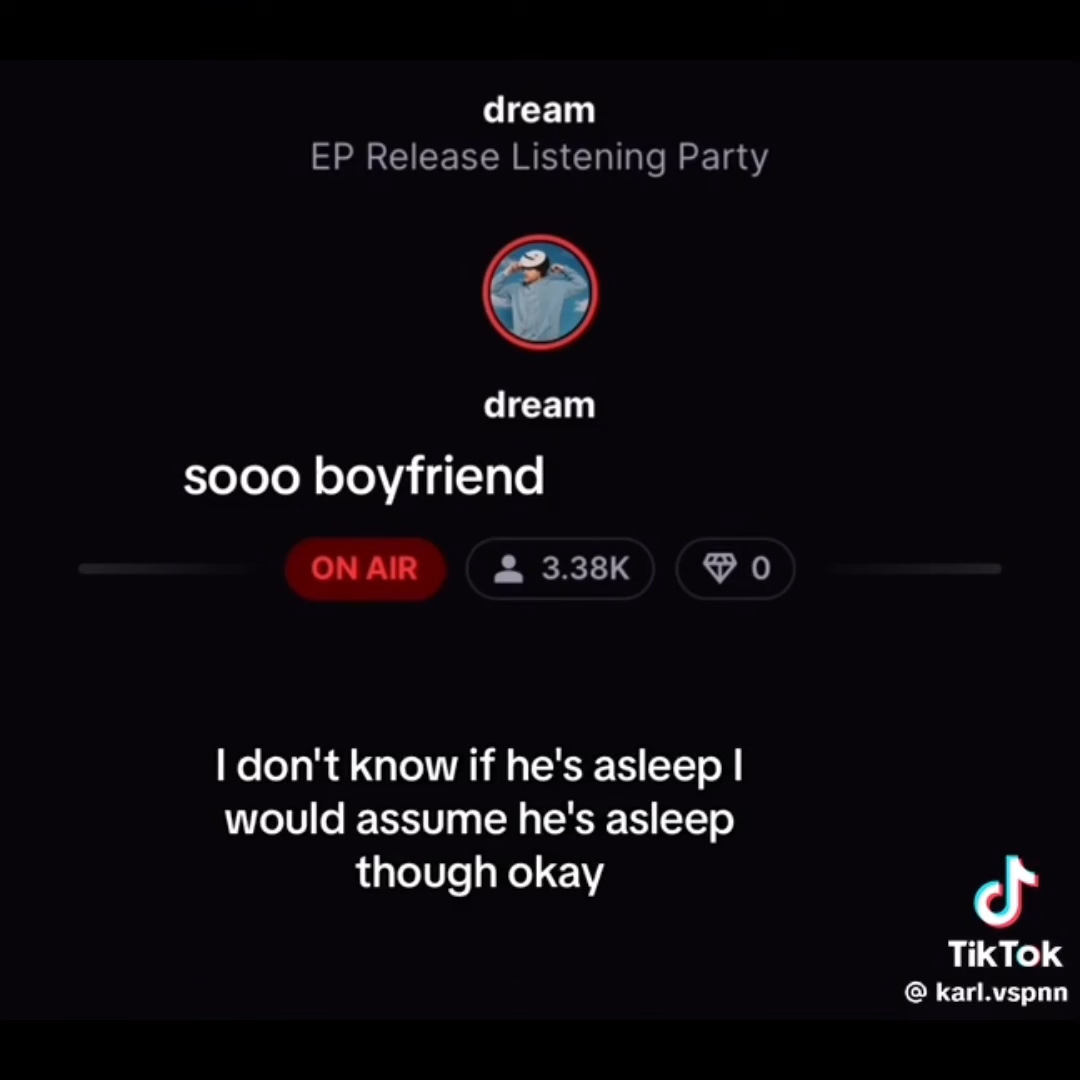 dream
EP Release Listening Party
dream
sooo boyfriend
ON AIR
3.38K
0
I don't know if he's asleep I
would assume he's asleep
though okay
TikTok
@ karl.vspnn